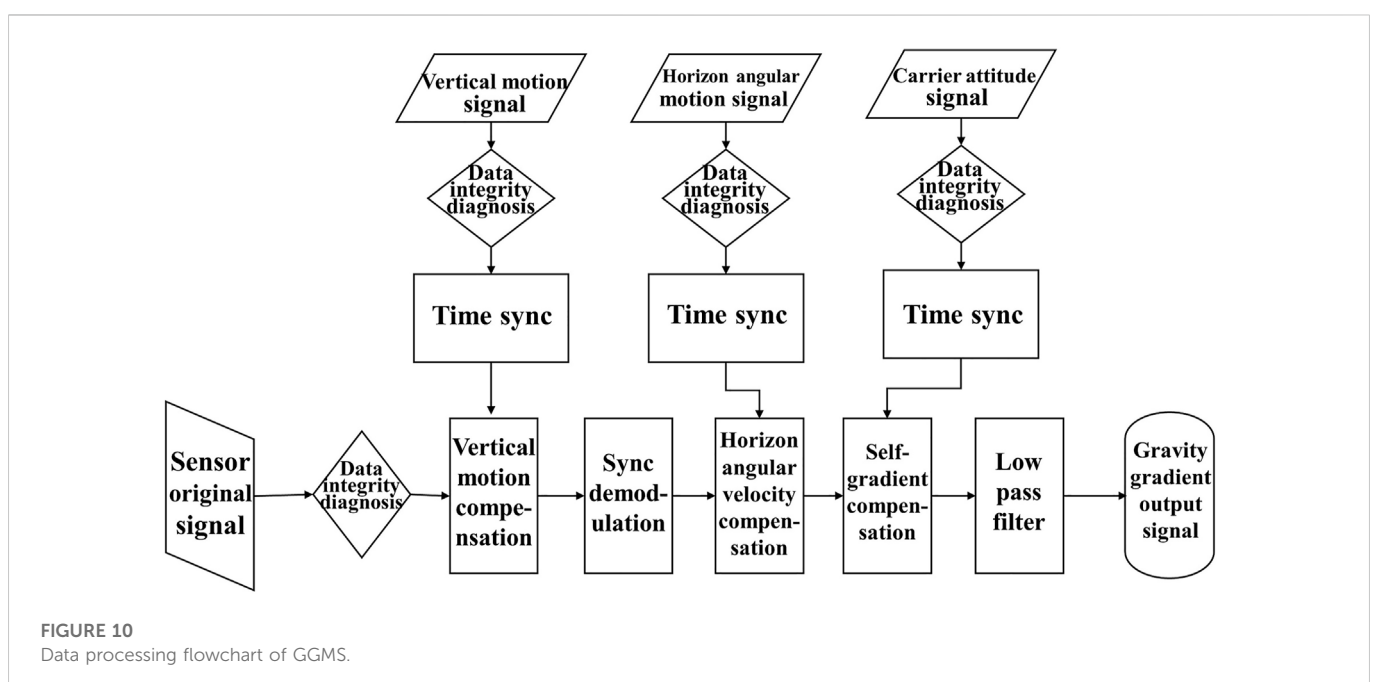 Vertical motion
signal
Horizon angular
motion signal
Carrier attitude
signal
Data
integrity
diagnosis
Data
integrity
diagnosis
Data
integrity
diagnosis
Time sync
Time sync
Time sync
Sensor
original
signal
Data
integrity
diagnosis
Vertical
motion
compe-
nsation
Sync
demod-
ulation
Horizon
angular
velocity
compen-
sation
Self-
gradient
compen-
sation
Low
pass
filter
Gravity
gradient
output
signal
FIGURE 10
Data processing flowchart of GGMS.